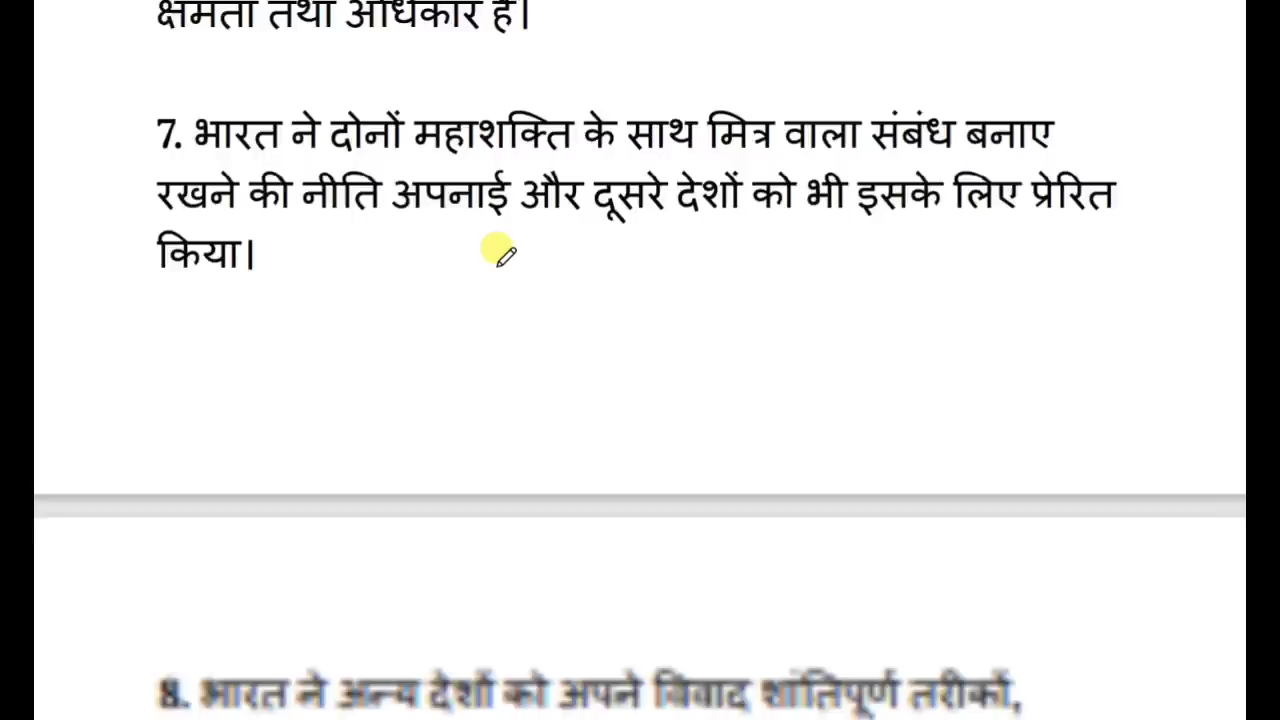 क्षमता तथा अधिकार है।
7. भारत ने दोनों महाशक्ति के साथ मित्र वाला संबंध बनाए
रखने की नीति अपनाई और दूसरे देशों को भी इसके लिए प्रेरित
किया।
8. भारत ने अन्य देशों को अपने विवाद शांतिपूर्ण तरीकों,